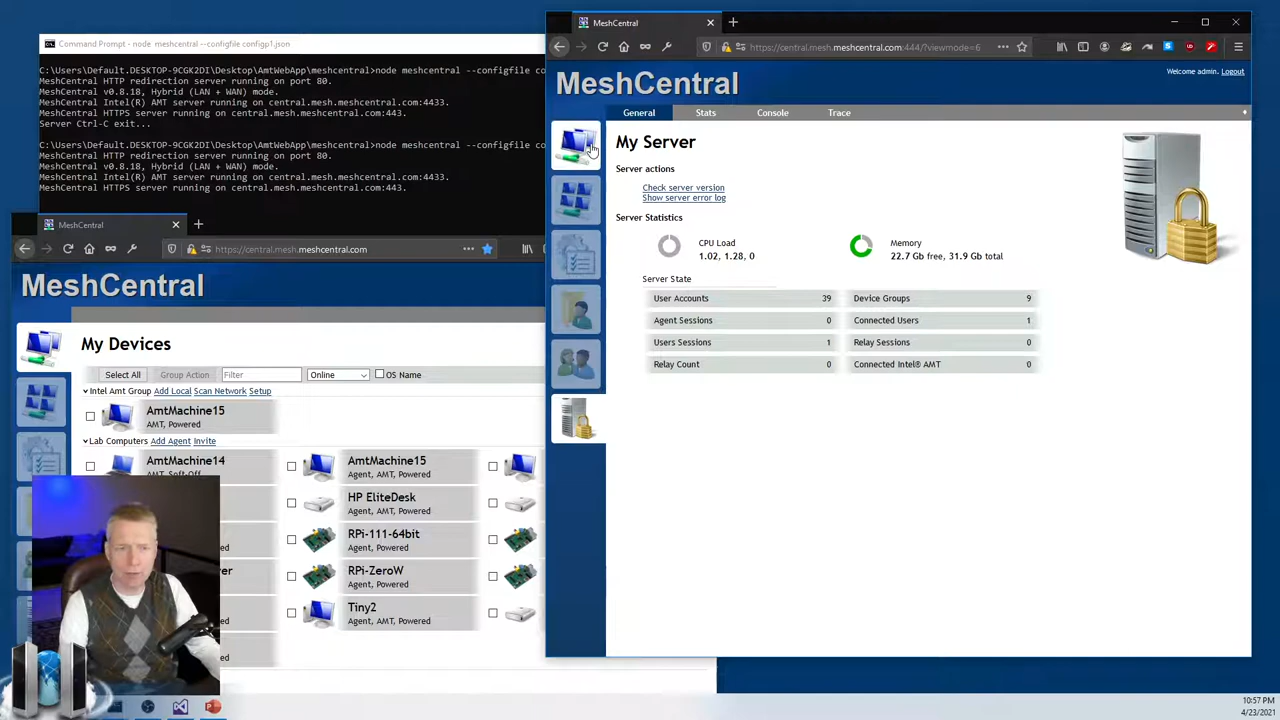 Command Prompt - node meshcentral --configfile configp1.json
C:\Users\Default.DESKTOP-9CGK2DI\Desktop\AmtWebApp\meshcentral>node meshcentral --configfile co
MeshCentral HTTP redirection server running on port 80.
MeshCentral v0.8.18, Hybrid (LAN + WAN) mode.
MeshCentral Intel(R) AMT server running on central.mesh.meshcentral.com:4433.
MeshCentral HTTPS server running on central.mesh.meshcentral.com:443.
Server Ctrl-C exit...
C:\Users\Default.DESKTOP-9CGK2DI\Desktop\AmtWebApp\meshcentral>node meshcentral --configfile co
MeshCentral HTTP redirection server running on port 80.
MeshCentral v0.8.18, Hybrid (LAN + WAN) mode.
MeshCentral Intel(R) AMT server running on central.mesh.meshcentral.com:4433.
MeshCentral HTTPS server running on central.mesh.meshcentral.com:443.
MeshCentral
https://central.mesh.meshcentral.com
MeshCentral
My Devices
Select All Group Action Filter Online OS Name
Intel Amt Group Add Local Scan Network Setup
AmtMachine15
AMT, Powered
Lab Computers Add Agent Invite
AmtMachine14
AMT, Soft-Off
AmtMachine15
Agent, AMT, Powered
HP EliteDesk
Agent, AMT, Powered
RPi-111-64bit
Agent, Powered
RPi-ZeroW
Agent, Powered
Tiny2
Agent, AMT, Powered
MeshCentral
https://central.mesh.meshcentral.com:444/?viewmode=6
MeshCentral
Welcome admin. Logout
General Stats Console Trace
My Server
Server actions
Check server version
Show server error log
Server Statistics
CPU Load
1.02, 1.28, 0
Memory
22.7 Gb free, 31.9 Gb total
Server State
User Accounts 39 Device Groups 9
Agent Sessions 0 Connected Users 1
Users Sessions 1 Relay Sessions 0
Relay Count 0 Connected Intel® AMT 0
10:57 PM
4/23/2021